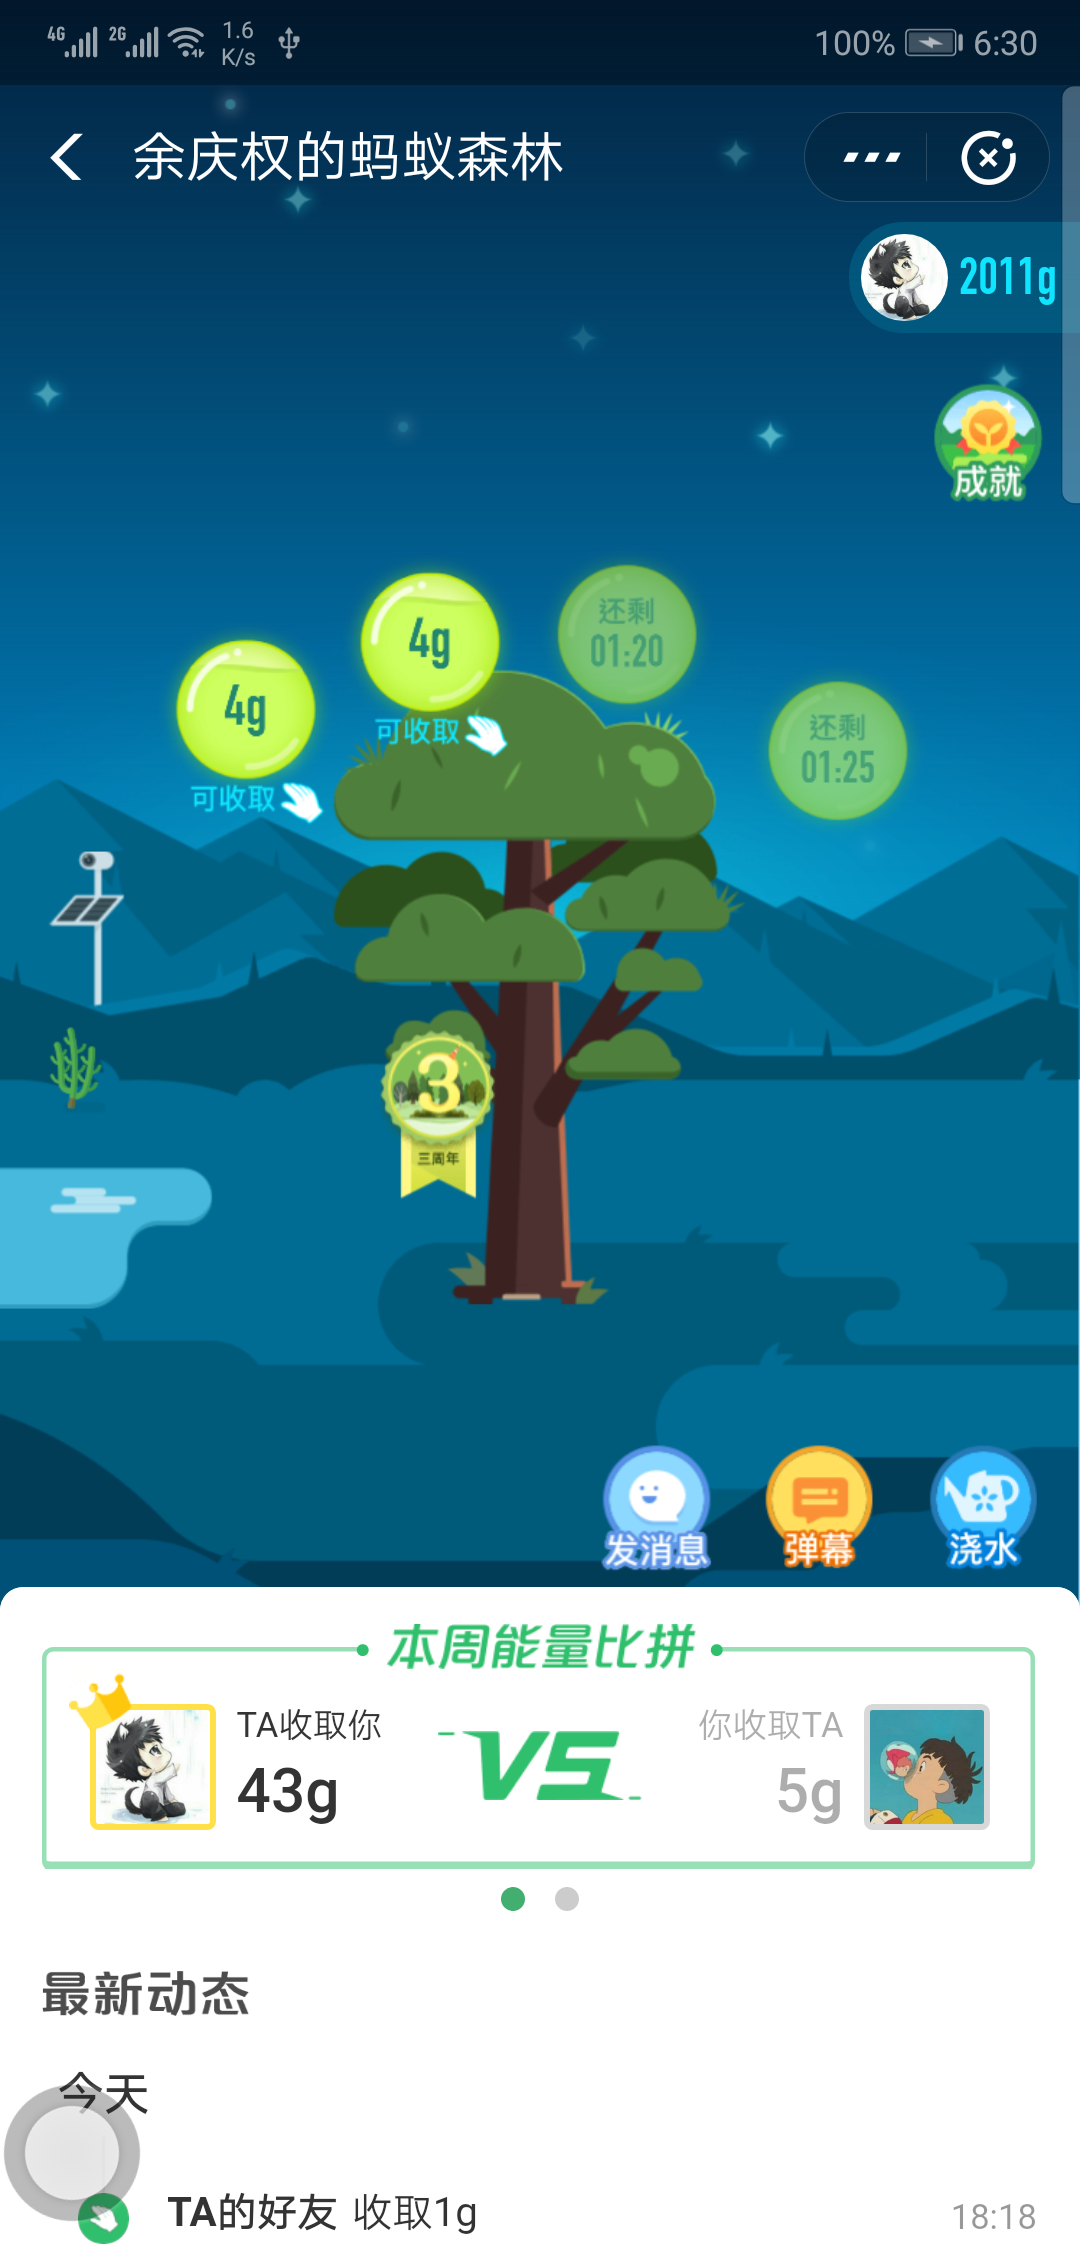 4G 2G 1.6 K/s 100% 6:30
余庆权的蚂蚁森林
2011g
成就
4g
4g
还剩
01:20
还剩
01:25
可收取
可收取
3
三周年
发消息 弹幕 浇水
本周能量比拼
TA收取你 你收取TA
43g VS 5g
最新动态
今天
TA的好友 收取1g 18:18